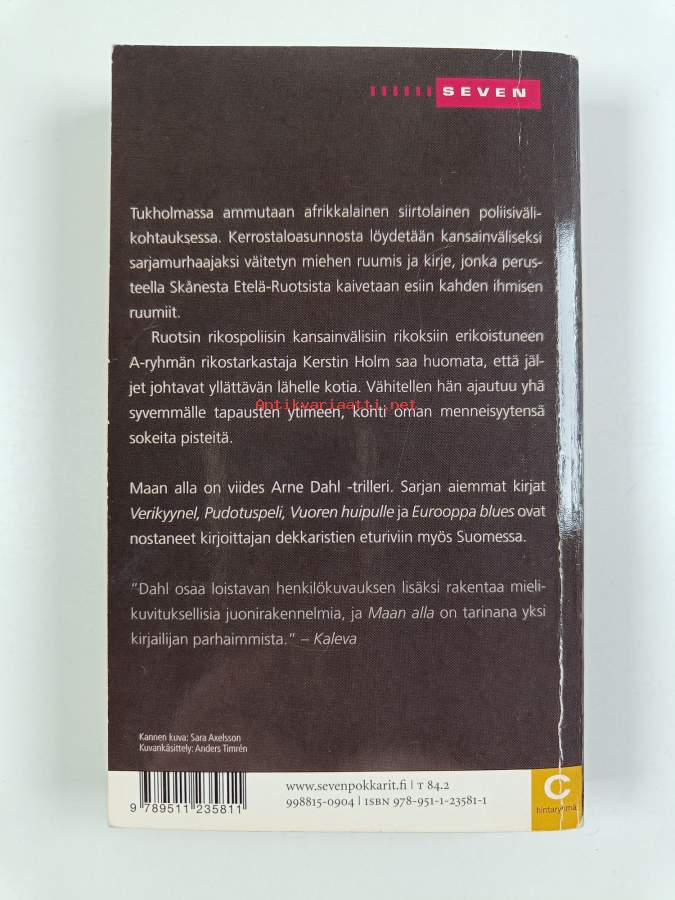 SEVEN
Tukholmassa ammutaan afrikkalainen siirtolainen poliisiväli-
kohtauksessa. Kerrostaloasunnosta löydetään kansainväliseksi
sarjamurhaajaksi väitetyn miehen ruumis ja kirje, jonka perus-
teella Skånesta Etelä-Ruotsista kaivetaan esiin kahden ihmisen
ruumiit.
Ruotsin rikospoliisin kansainvälisiin rikoksiin erikoistuneen
A-ryhmän rikostarkastaja Kerstin Holm saa huomata, että jäl-
jet johtavat yllättävän lähelle kotia. Vähitellen hän ajautuu yhä
syvemmälle tapausten ytimeen, kohti oman menneisyytensä
Antikvariaatti.net
sokeita pisteitä.
Maan alla on viides Arne Dahl -trilleri. Sarjan aiemmat kirjat
Verikyynel, Pudotuspeli, Vuoren huipulle ja Eurooppa blues ovat
nostaneet kirjoittajan dekkaristien eturiviin myös Suomessa.
”Dahl osaa loistavan henkilökuvauksen lisäksi rakentaa mieli-
kuvituksellisia juonirakennelmia, ja Maan alla on tarinana yksi
kirjailijan parhaimmista.” – Kaleva
Kannen kuva: Sara Axelsson
Kuvankäsittely: Anders Timrén
www.sevenpokkarit.fi | T 84.2
998815-0904 | ISBN 978-951-1-23581-1
9 789511 235811
C
hintaryhmä